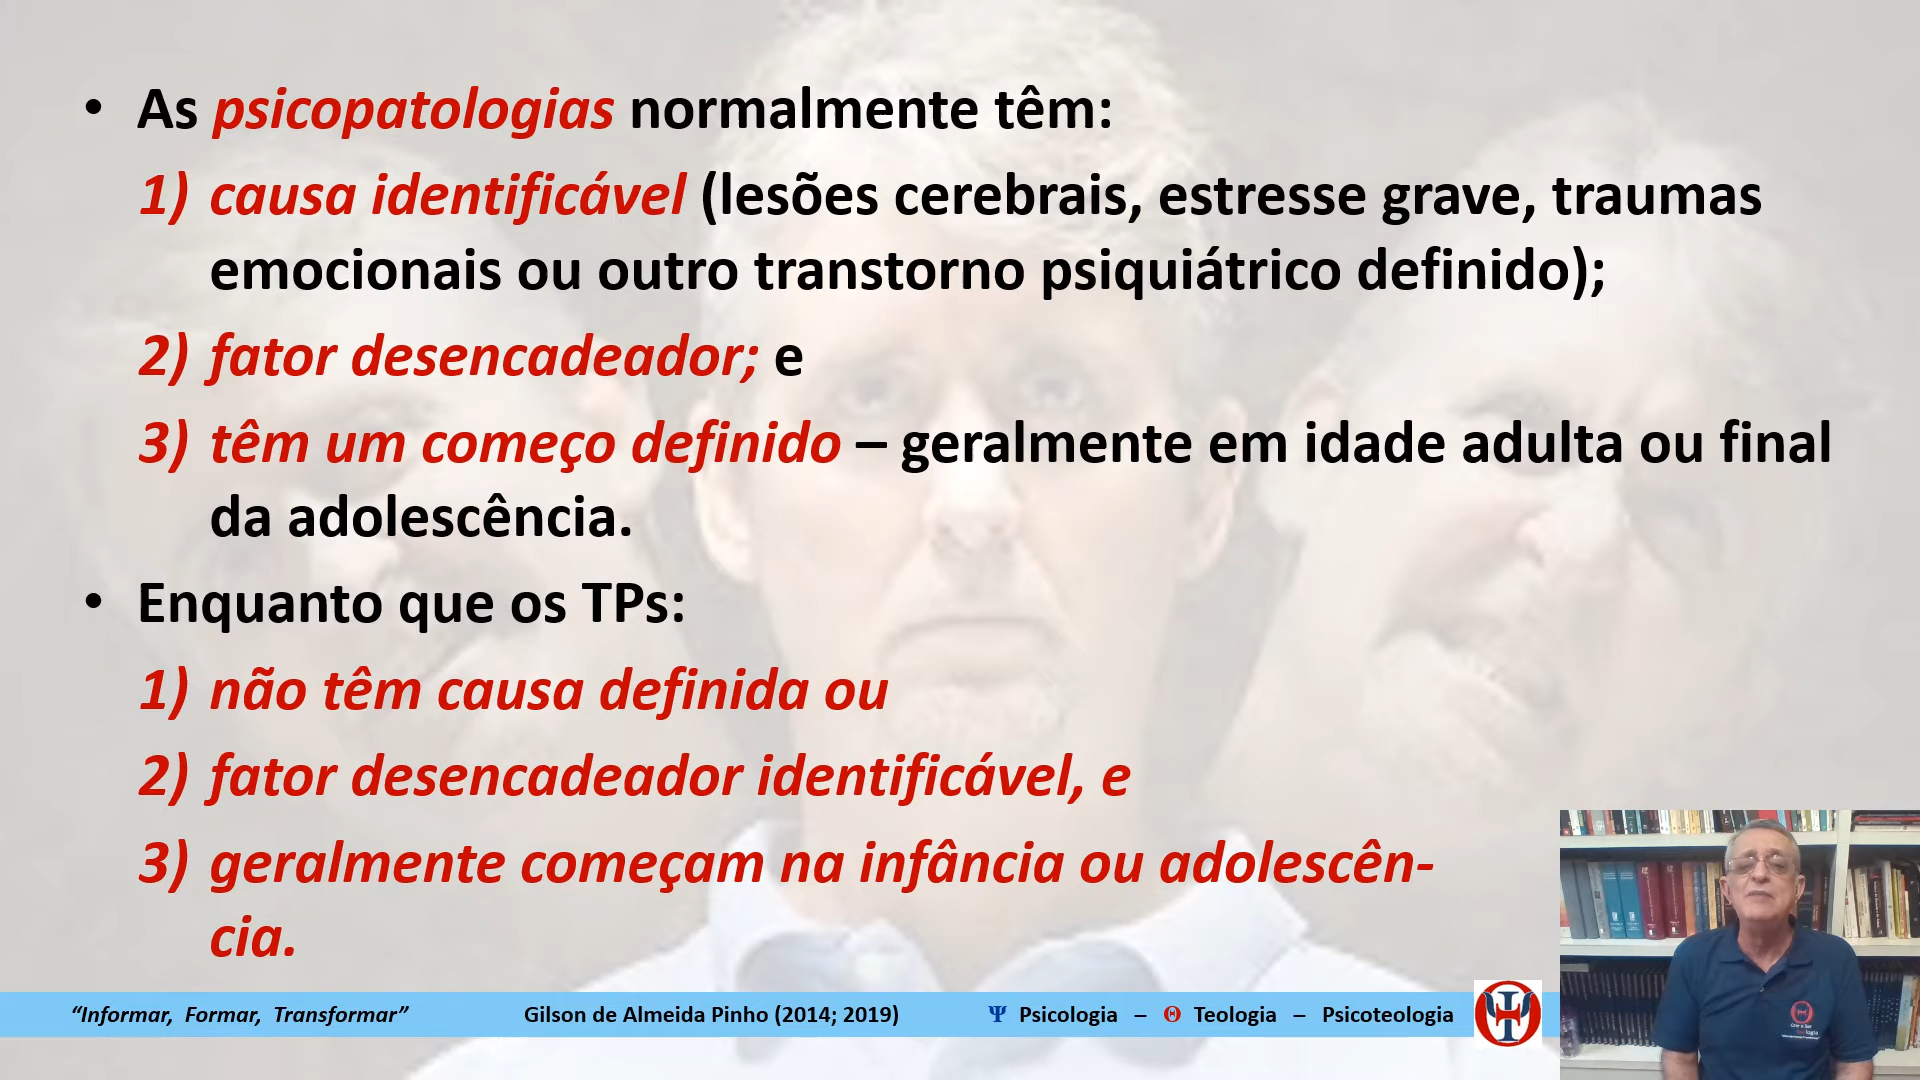 • As psicopatologias normalmente têm:
1) causa identificável (lesões cerebrais, estresse grave, traumas
emocionais ou outro transtorno psiquiátrico definido);
2) fator desencadeador; e
3) têm um começo definido – geralmente em idade adulta ou final
da adolescência.
• Enquanto que os TPs:
1) não têm causa definida ou
2) fator desencadeador identificável, e
3) geralmente começam na infância ou adolescên-
cia.
“Informar, Formar, Transformar” Gilson de Almeida Pinho (2014; 2019) Ψ Psicologia – Θ Teologia – Psicoteologia